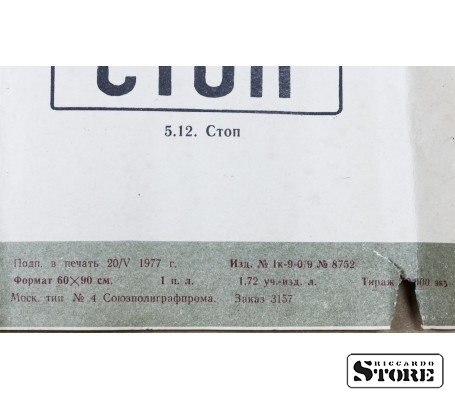 СТОП
5.12. Стоп
Подп. в печать 20/V 1977 г. Изд. № 1к-9-0/9 № 8752
Формат 60×90 см. 1 п. л. 1,72 уч.-изд. л. Тираж 000 экз
Моск. тип № 4 Союзполиграфпрома. Заказ 3157
RICCARDO
STORE